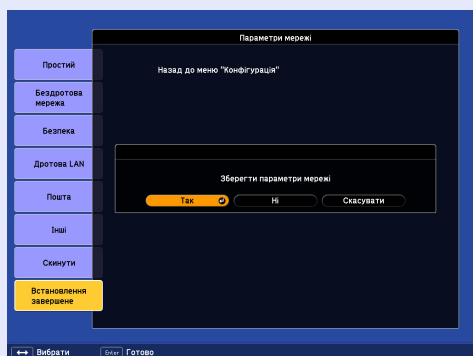 Параметри мережі
Простий
Назад до меню "Конфігурація"
Бездротова
мережа
Безпека
Дротова LAN
Зберегти параметри мережі
Так
Ні
Скасувати
Пошта
Інші
Скинути
Встановлення
завершене
Вибрати
Enter Готово